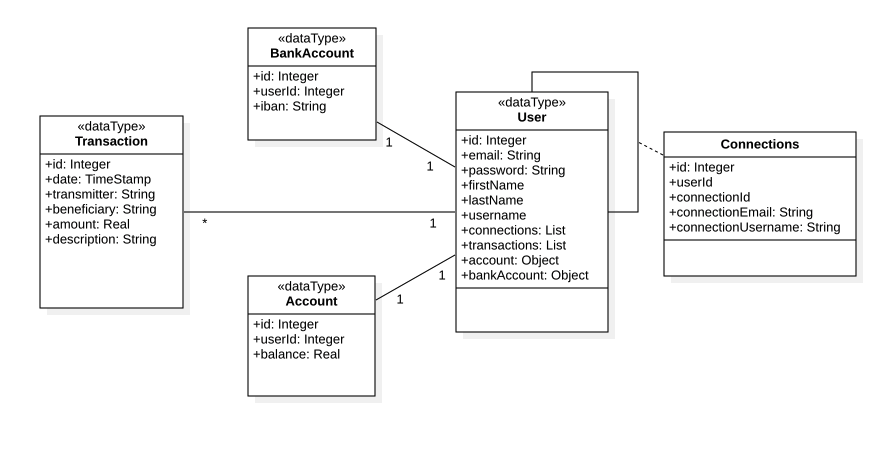 «dataType»
BankAccount
+id: Integer
+userId: Integer
+iban: String
1
1
«dataType»
User
+id: Integer
+email: String
+password: String
+firstName
+lastName
+username
+connections: List
+transactions: List
+account: Object
+bankAccount: Object
Connections
+id: Integer
+userId
+connectionId
+connectionEmail: String
+connectionUsername: String
«dataType»
Transaction
+id: Integer
+date: TimeStamp
+transmitter: String
+beneficiary: String
+amount: Real
+description: String
*
1
«dataType»
Account
+id: Integer
+userId: Integer
+balance: Real
1
1